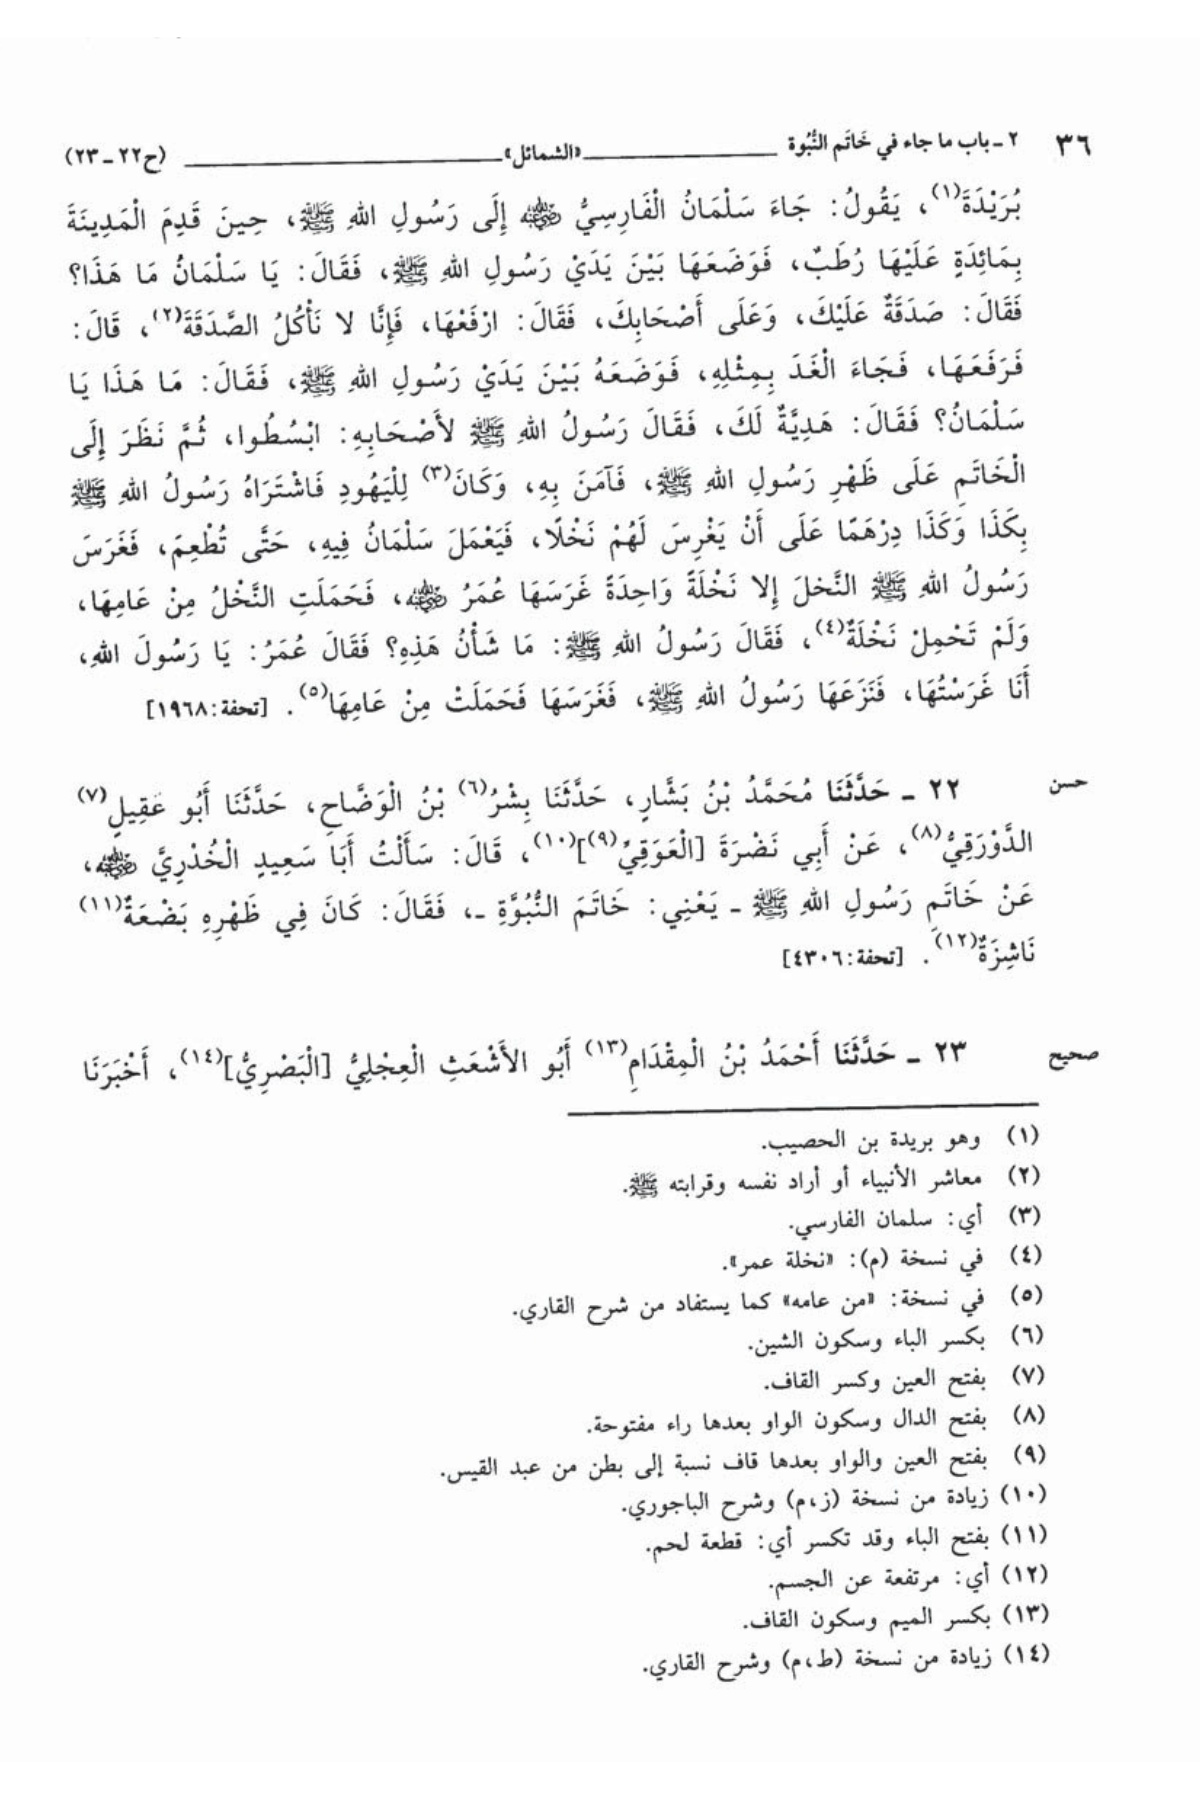 ٣٦ ٢ ـ باب ما جاء في خَاتَم النُّبُوة «الشمائل» (ح٢٢ ـ ٢٣)
بُرَيْدَةَ(١)، يَقُولُ: جَاءَ سَلْمَانُ الْفَارِسِيُّ رضي الله عنه إِلَى رَسُولِ اللهِ ﷺ، حِينَ قَدِمَ الْمَدِينَةَ
بِمَائِدَةٍ عَلَيْهَا رُطَبٌ، فَوَضَعَهَا بَيْنَ يَدَيْ رَسُولِ اللهِ ﷺ، فَقَالَ: يَا سَلْمَانُ مَا هَذَا؟
فَقَالَ: صَدَقَةٌ عَلَيْكَ، وَعَلَى أَصْحَابِكَ، فَقَالَ: ارْفَعْهَا، فَإِنَّا لا نَأْكُلُ الصَّدَقَةَ(٢)، قَالَ:
فَرَفَعَهَا، فَجَاءَ الْغَدَ بِمِثْلِهِ، فَوَضَعَهُ بَيْنَ يَدَيْ رَسُولِ اللهِ ﷺ، فَقَالَ: مَا هَذَا يَا
سَلْمَانُ؟ فَقَالَ: هَدِيَّةٌ لَكَ، فَقَالَ رَسُولُ اللهِ ﷺ لأَصْحَابِهِ: ابْسُطُوا، ثُمَّ نَظَرَ إِلَى
الْخَاتَمِ عَلَى ظَهْرِ رَسُولِ اللهِ ﷺ، فَآمَنَ بِهِ، وَكَانَ(٣) لِلْيَهُودِ فَاشْتَرَاهُ رَسُولُ اللهِ ﷺ
بِكَذَا وَكَذَا دِرْهَمًا عَلَى أَنْ يَغْرِسَ لَهُمْ نَخْلًا، فَيَعْمَلَ سَلْمَانُ فِيهِ، حَتَّى تُطْعِمَ، فَغَرَسَ
رَسُولُ اللهِ ﷺ النَّخلَ إِلا نَخْلَةً وَاحِدَةً غَرَسَهَا عُمَرُ رضي الله عنه، فَحَمَلَتِ النَّخْلُ مِنْ عَامِهَا،
وَلَمْ تَحْمِلْ نَخْلَةٌ(٤)، فَقَالَ رَسُولُ اللهِ ﷺ: مَا شَأْنُ هَذِهِ؟ فَقَالَ عُمَرُ: يَا رَسُولَ اللهِ،
أَنَا غَرَسْتُهَا، فَنَزَعَهَا رَسُولُ اللهِ ﷺ، فَغَرَسَهَا فَحَمَلَتْ مِنْ عَامِهَا(٥). [تحفة: ١٩٦٨]
حسن ٢٢ ـ حَدَّثَنَا مُحَمَّدُ بْنُ بَشَّارٍ، حَدَّثَنَا بِشْرُ(٦) بْنُ الْوَضَّاحِ، حَدَّثَنَا أَبُو عَقِيلٍ(٧)
الدَّوْرَقِيُّ(٨)، عَنْ أَبِي نَضْرَةَ [الْعَوَقِيِّ(٩)](١٠)، قَالَ: سَأَلْتُ أَبَا سَعِيدٍ الْخُدْرِيَّ رضي الله عنه،
عَنْ خَاتَمِ رَسُولِ اللهِ ﷺ ـ يَعْنِي: خَاتَمَ النُّبُوَّةِ ـ، فَقَالَ: كَانَ فِي ظَهْرِهِ بَضْعَةٌ(١١)
نَاشِزَةٌ(١٢). [تحفة: ٤٣٠٦]
صحيح ٢٣ ـ حَدَّثَنَا أَحْمَدُ بْنُ الْمِقْدَامِ(١٣) أَبُو الأَشْعَثِ الْعِجْلِيُّ [الْبَصْرِيُّ](١٤)، أَخْبَرَنَا
(١) وهو بريدة بن الحصيب.
(٢) معاشر الأنبياء أو أراد نفسه وقرابته ﷺ.
(٣) أي: سلمان الفارسي.
(٤) في نسخة (م): «نخلة عمر».
(٥) في نسخة: «من عامه» كما يستفاد من شرح القاري.
(٦) بكسر الباء وسكون الشين.
(٧) بفتح العين وكسر القاف.
(٨) بفتح الدال وسكون الواو بعدها راء مفتوحة.
(٩) بفتح العين والواو بعدها قاف نسبة إلى بطن من عبد القيس.
(١٠) زيادة من نسخة (ز،م) وشرح الباجوري.
(١١) بفتح الباء وقد تكسر أي: قطعة لحم.
(١٢) أي: مرتفعة عن الجسم.
(١٣) بكسر الميم وسكون القاف.
(١٤) زيادة من نسخة (ط،م) وشرح القاري.